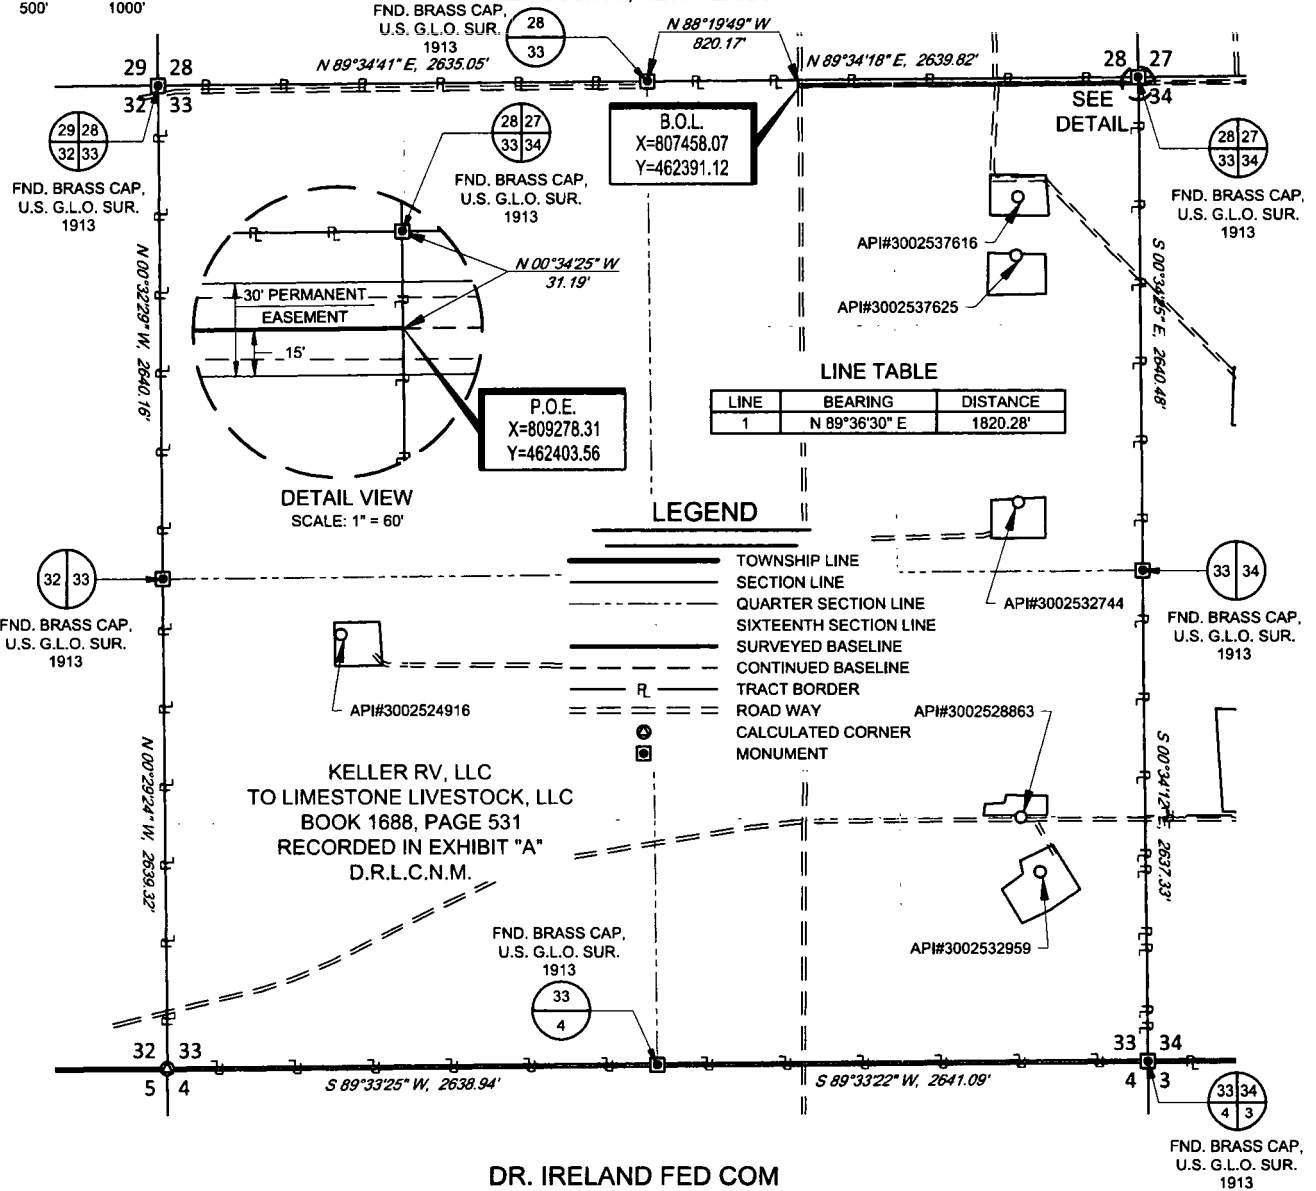 500' 1000'
FND. BRASS CAP,
U.S. G.L.O. SUR.
1913
28
33
N 88°19'49" W
820.17'
N 89°34'41" E, 2635.05'
N 89°34'18" E, 2639.82'
29 28
32 33
28 27
34
SEE
DETAIL
B.O.L.
X=807458.07
Y=462391.12
29 28
32 33
FND. BRASS CAP,
U.S. G.L.O. SUR.
1913
28 27
33 34
FND. BRASS CAP,
U.S. G.L.O. SUR.
1913
28 27
33 34
FND. BRASS CAP,
U.S. G.L.O. SUR.
1913
N 00°34'25" W
31.19'
30' PERMANENT
EASEMENT
15'
P.O.E.
X=809278.31
Y=462403.56
DETAIL VIEW
SCALE: 1" = 60'
API#3002537616
API#3002537625
N 00°32'29" W, 2640.16'
S 00°34'25" E, 2640.48'
LINE TABLE
LINE BEARING DISTANCE
1 N 89°36'30" E 1820.28'
LEGEND
TOWNSHIP LINE
SECTION LINE
QUARTER SECTION LINE
SIXTEENTH SECTION LINE
SURVEYED BASELINE
CONTINUED BASELINE
PL TRACT BORDER
ROAD WAY
CALCULATED CORNER
MONUMENT
32 33
FND. BRASS CAP,
U.S. G.L.O. SUR.
1913
33 34
FND. BRASS CAP,
U.S. G.L.O. SUR.
1913
API#3002532744
API#3002524916
API#3002528863
API#3002532959
N 00°29'24" W, 2639.32'
S 00°34'12" E, 2637.33'
KELLER RV, LLC
TO LIMESTONE LIVESTOCK, LLC
BOOK 1688, PAGE 531
RECORDED IN EXHIBIT "A"
D.R.L.C.N.M.
FND. BRASS CAP,
U.S. G.L.O. SUR.
1913
33
4
32 33
5 4
S 89°33'25" W, 2638.94'
S 89°33'22" W, 2641.09'
33 34
4 3
33 34
4 3
FND. BRASS CAP,
U.S. G.L.O. SUR.
1913
DR. IRELAND FED COM